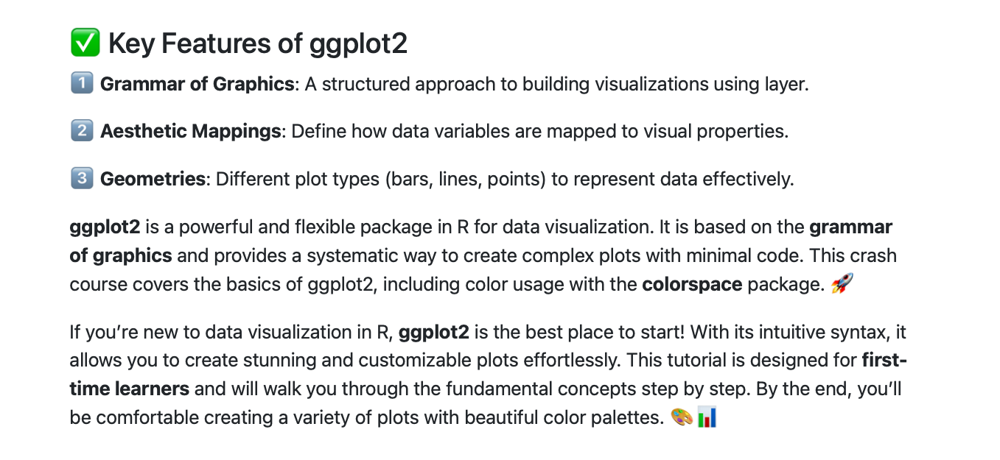 ✅ Key Features of ggplot2
1️⃣ Grammar of Graphics: A structured approach to building visualizations using layer.
2️⃣ Aesthetic Mappings: Define how data variables are mapped to visual properties.
3️⃣ Geometries: Different plot types (bars, lines, points) to represent data effectively.
ggplot2 is a powerful and flexible package in R for data visualization. It is based on the grammar
of graphics and provides a systematic way to create complex plots with minimal code. This crash
course covers the basics of ggplot2, including color usage with the colorspace package. 🚀
If you’re new to data visualization in R, ggplot2 is the best place to start! With its intuitive syntax, it
allows you to create stunning and customizable plots effortlessly. This tutorial is designed for first-
time learners and will walk you through the fundamental concepts step by step. By the end, you’ll
be comfortable creating a variety of plots with beautiful color palettes. 🎨📊